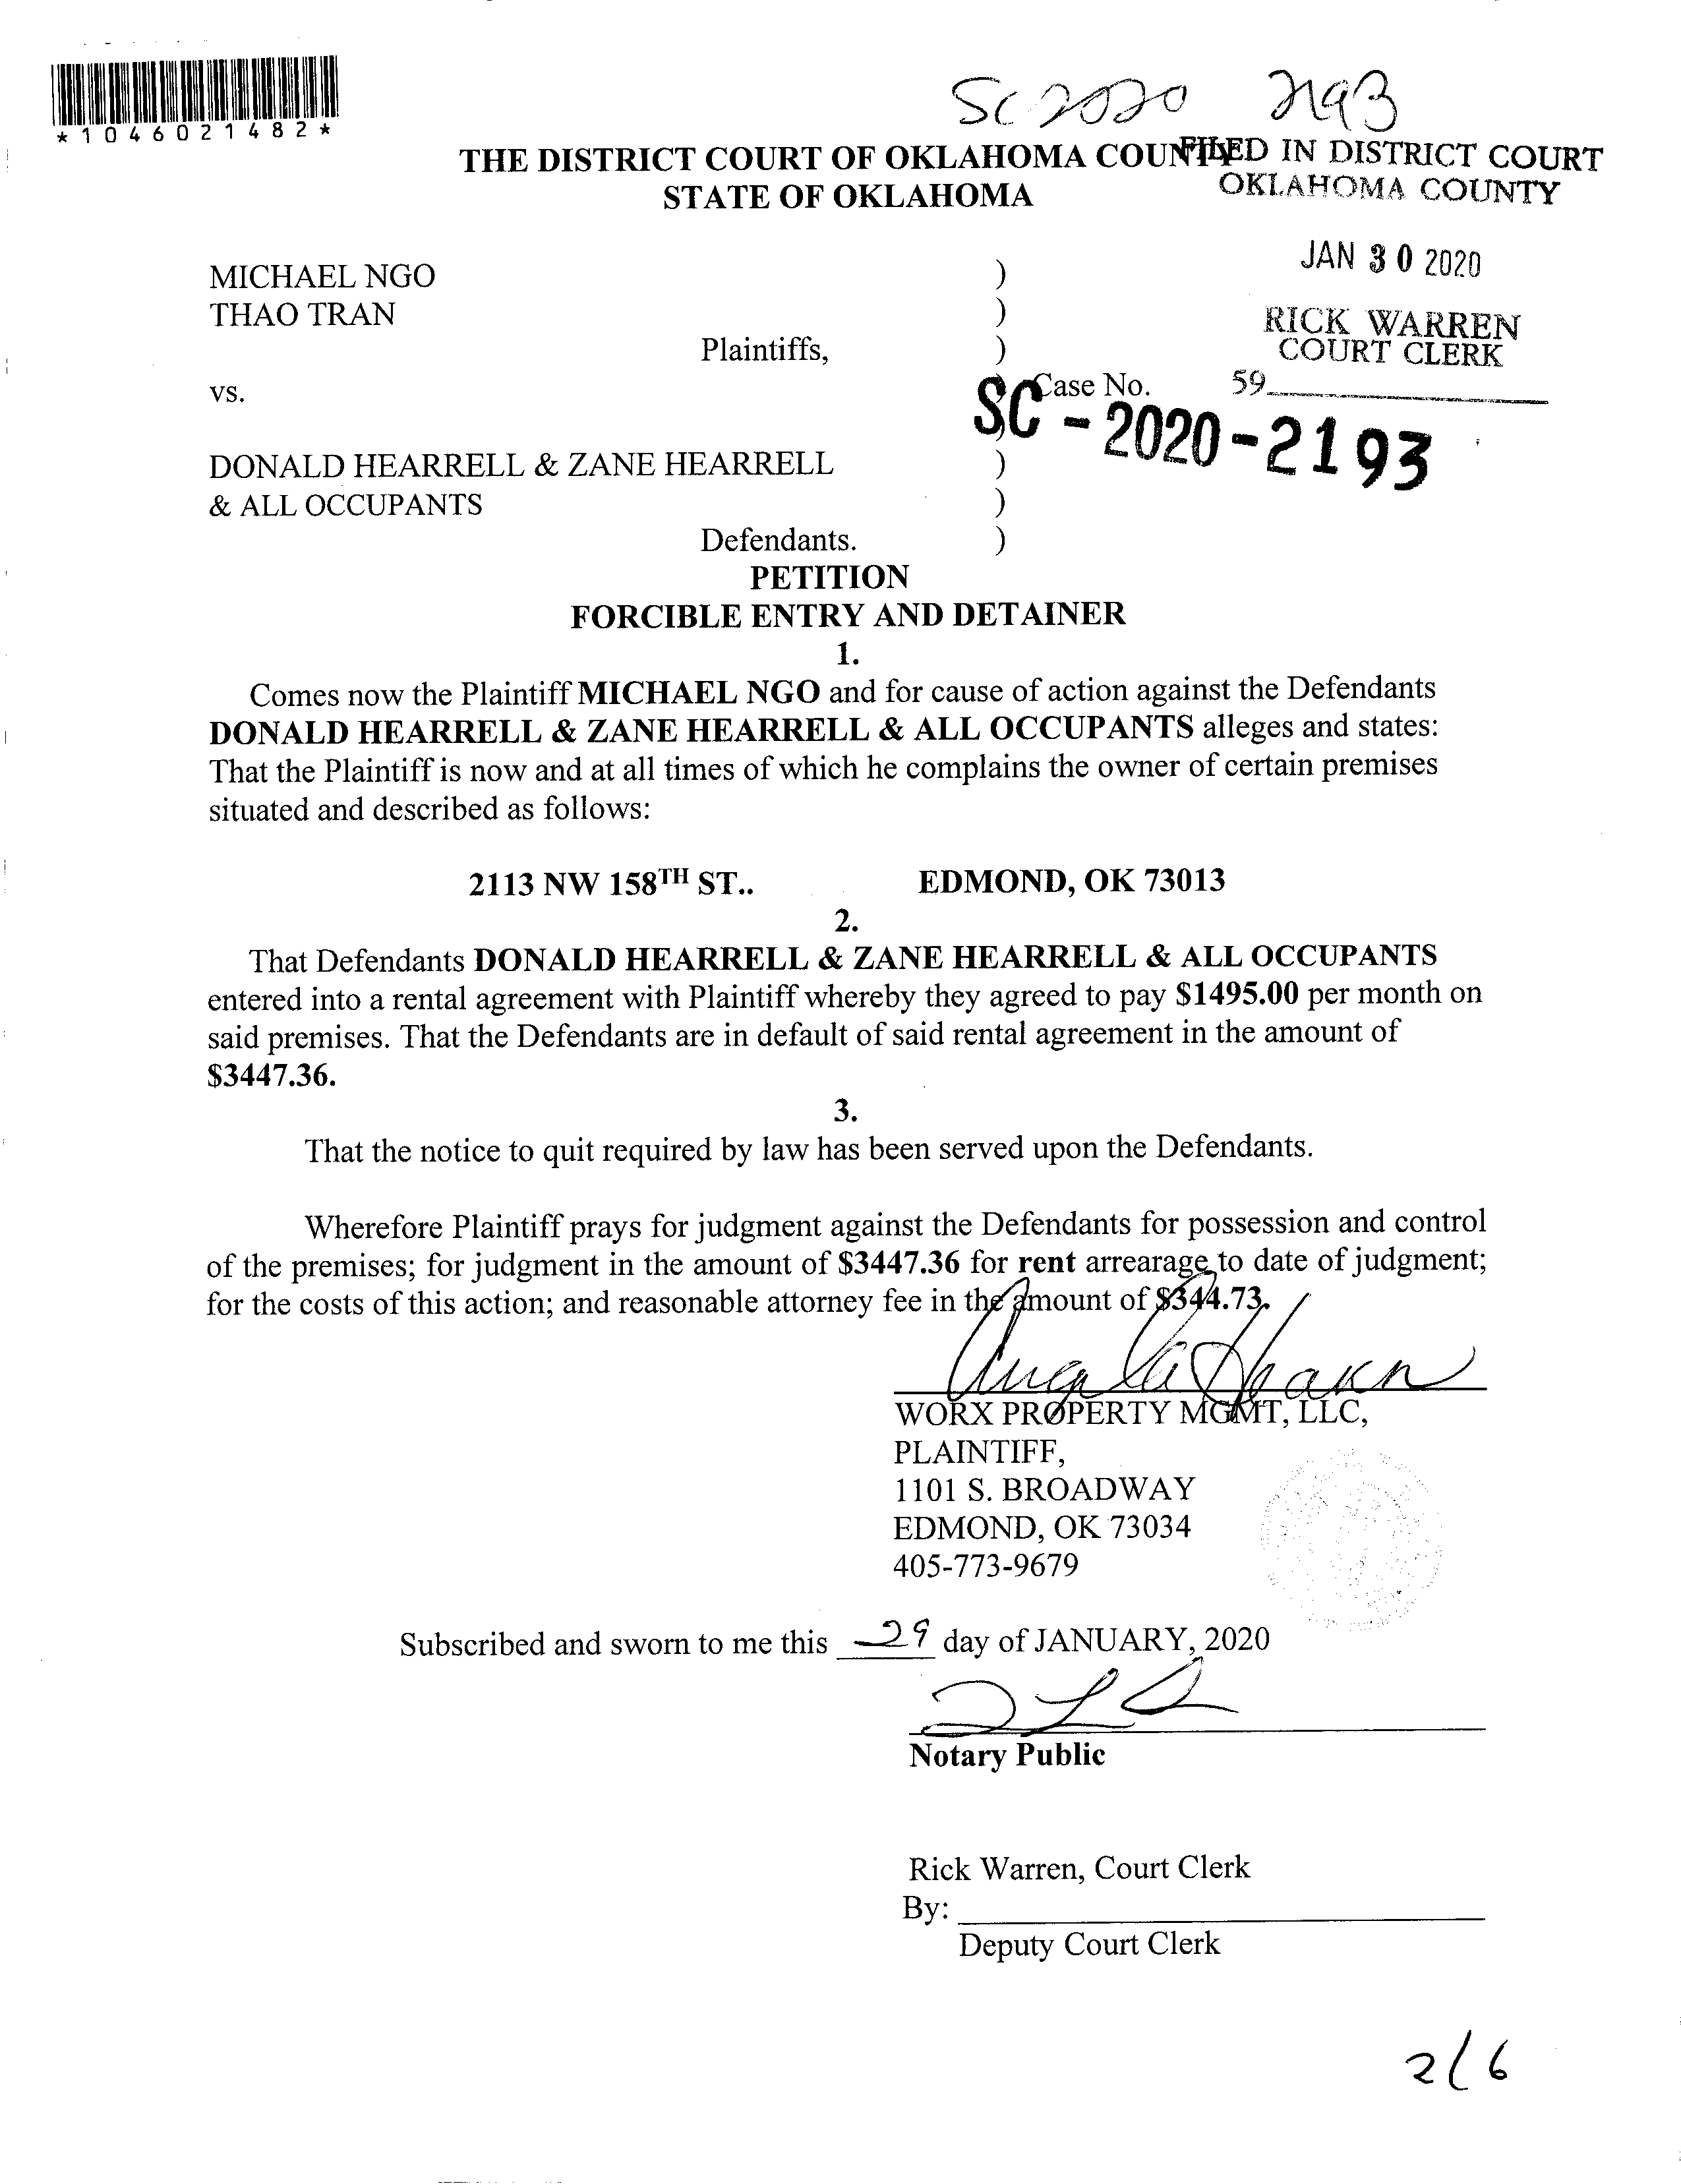 SC 2020 2193
*1046021482*
THE DISTRICT COURT OF OKLAHOMA COUNTY
STATE OF OKLAHOMA
FILED IN DISTRICT COURT
OKLAHOMA COUNTY
JAN 30 2020
RICK WARREN
COURT CLERK
59
MICHAEL NGO )
THAO TRAN )
Plaintiffs, )
vs. ) Case No.
SC - 2020 - 2193
DONALD HEARRELL & ZANE HEARRELL )
& ALL OCCUPANTS )
Defendants. )
PETITION
FORCIBLE ENTRY AND DETAINER
1.
Comes now the Plaintiff MICHAEL NGO and for cause of action against the Defendants
DONALD HEARRELL & ZANE HEARRELL & ALL OCCUPANTS alleges and states:
That the Plaintiff is now and at all times of which he complains the owner of certain premises
situated and described as follows:
2113 NW 158TH ST.. EDMOND, OK 73013
2.
That Defendants DONALD HEARRELL & ZANE HEARRELL & ALL OCCUPANTS
entered into a rental agreement with Plaintiff whereby they agreed to pay $1495.00 per month on
said premises. That the Defendants are in default of said rental agreement in the amount of
$3447.36.
3.
That the notice to quit required by law has been served upon the Defendants.
Wherefore Plaintiff prays for judgment against the Defendants for possession and control
of the premises; for judgment in the amount of $3447.36 for rent arrearage to date of judgment;
for the costs of this action; and reasonable attorney fee in the amount of $344.73.
WORX PROPERTY MGMT, LLC,
PLAINTIFF,
1101 S. BROADWAY
EDMOND, OK 73034
405-773-9679
Subscribed and sworn to me this 29 day of JANUARY, 2020
Notary Public
Rick Warren, Court Clerk
By:
Deputy Court Clerk
2/6